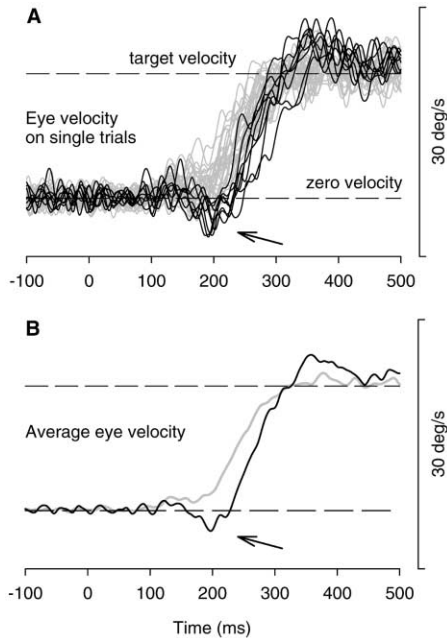 A
target velocity
Eye velocity
on single trials
zero velocity
30 deg/s
-100 0 100 200 300 400 500
B
Average eye velocity
30 deg/s
-100 0 100 200 300 400 500
Time (ms)